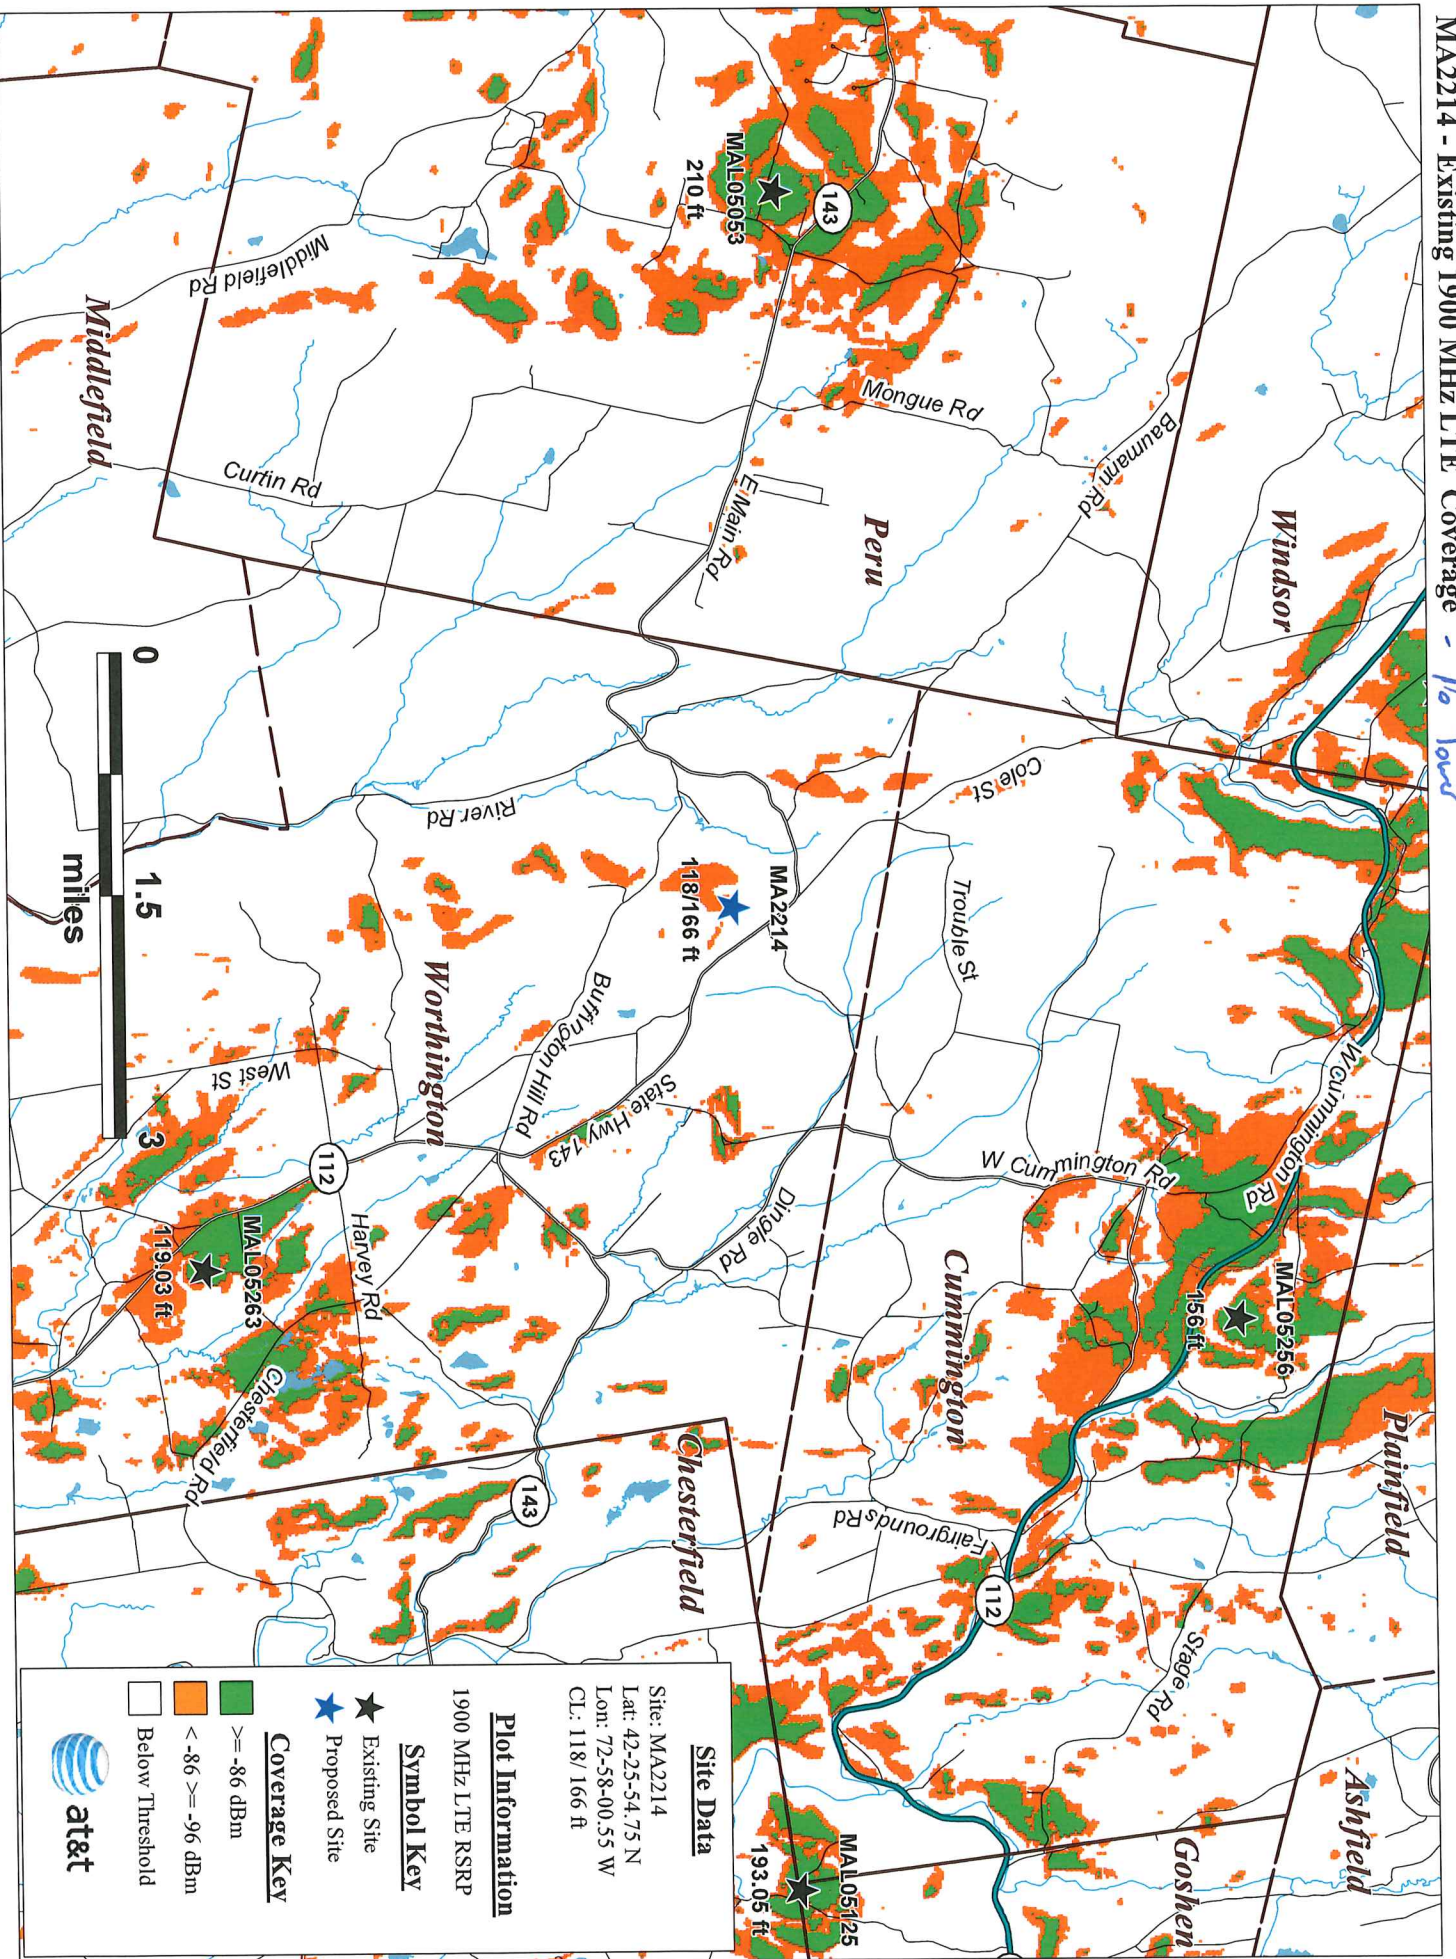 MA2214 - Existing 1900 MHz LTE Coverage - No tower
Windsor
Plainfield
Ashfield
Goshen
Peru
Cummington
Middlefield
Worthington
Chesterfield
Baumann Rd
Mongue Rd
E Main Rd
Curtin Rd
Middlefield Rd
Cole St
Trouble St
River Rd
Buffington Hill Rd
State Hwy 143
Dingle Rd
W Cummington Rd
W Cummington Rd
West St
Harvey Rd
Chesterfield Rd
Fairgrounds Rd
Stage Rd
143
112
143
112
MAL05053
210 ft
MA2214
118/166 ft
MAL05256
156 ft
MAL05263
119.03 ft
MAL05125
193.05 ft
0
1.5
3
miles
Site Data
Site: MA2214
Lat: 42-25-54.75 N
Lon: 72-58-00.55 W
CL: 118/ 166 ft
Plot Information
1900 MHz LTE RSRP
Symbol Key
Existing Site
Proposed Site
Coverage Key
>= -86 dBm
< -86 >= -96 dBm
Below Threshold
at&t